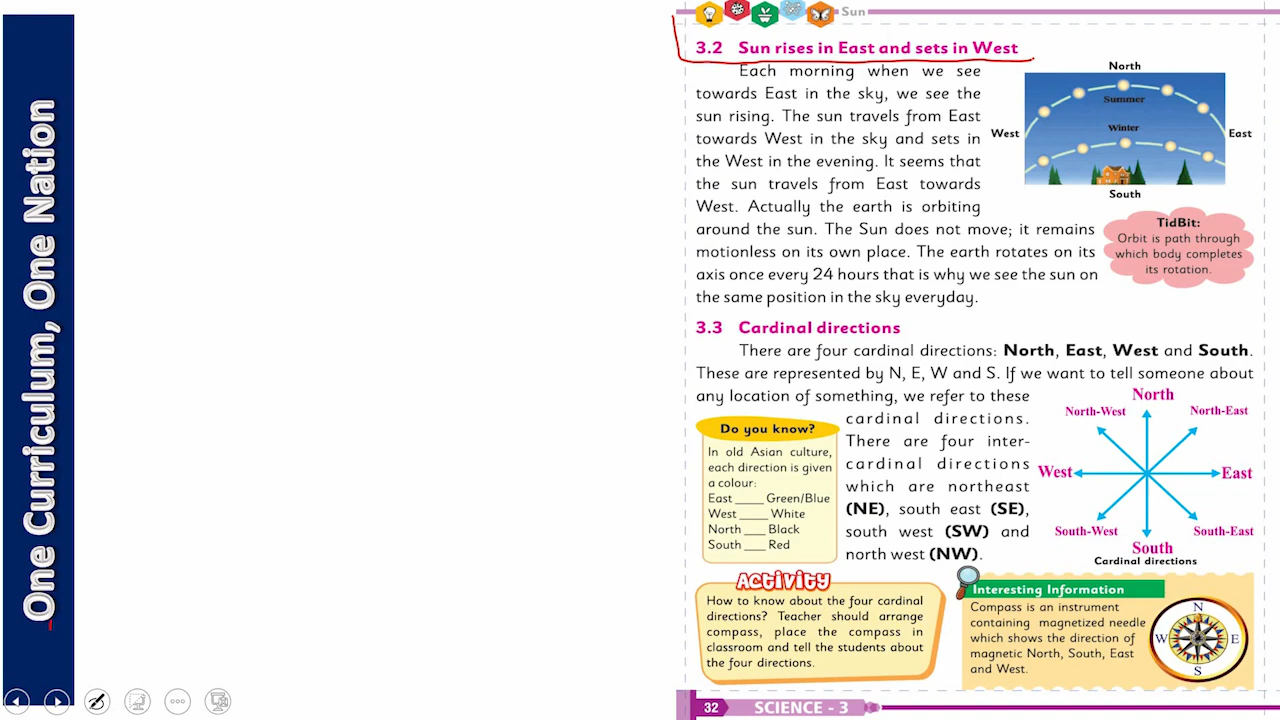 One Curriculum, One Nation
Sun
3.2 Sun rises in East and sets in West
Each morning when we see
towards East in the sky, we see the
sun rising. The sun travels from East
towards West in the sky and sets in
the West in the evening. It seems that
the sun travels from East towards
West. Actually the earth is orbiting
around the sun. The Sun does not move; it remains
motionless on its own place. The earth rotates on its
axis once every 24 hours that is why we see the sun on
the same position in the sky everyday.
North
Summer
West
Winter
East
South
TidBit:
Orbit is path through
which body completes
its rotation.
3.3 Cardinal directions
There are four cardinal directions: North, East, West and South.
These are represented by N, E, W and S. If we want to tell someone about
any location of something, we refer to these
cardinal directions.
There are four inter-
cardinal directions
which are northeast
(NE), south east (SE),
south west (SW) and
north west (NW).
Do you know?
In old Asian culture,
each direction is given
a colour:
East ____ Green/Blue
West ____ White
North ___ Black
South ___ Red
North
North-West
North-East
West
East
South-West
South-East
South
Cardinal directions
Activity
How to know about the four cardinal
directions? Teacher should arrange
compass, place the compass in
classroom and tell the students about
the four directions.
Interesting Information
Compass is an instrument
containing magnetized needle
which shows the direction of
magnetic North, South, East
and West.
N
W
E
S
32 SCIENCE - 3